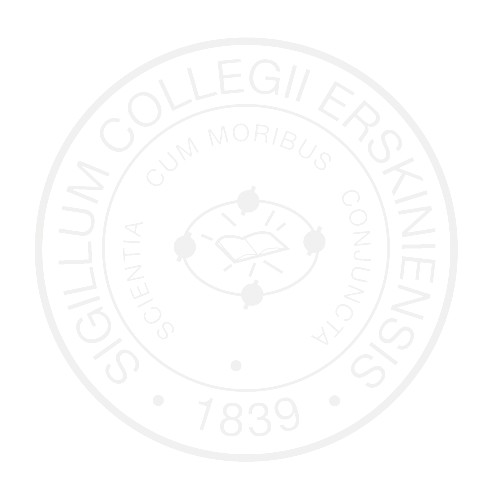 SIGILLUM COLLEGII ERSKINIENSIS
SCIENTIA CUM MORIBUS CONJUNCTA
1839